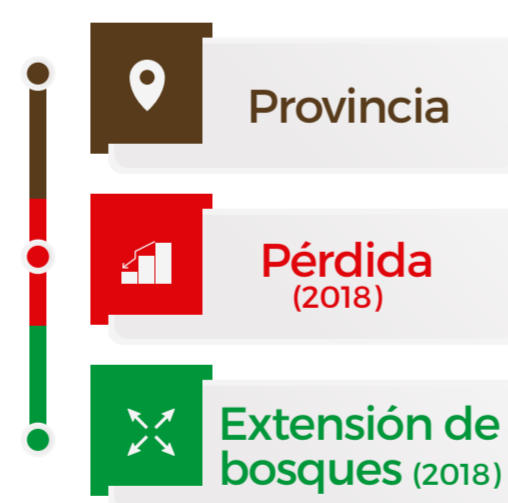 Provincia
Pérdida
(2018)
Extensión de
bosques (2018)